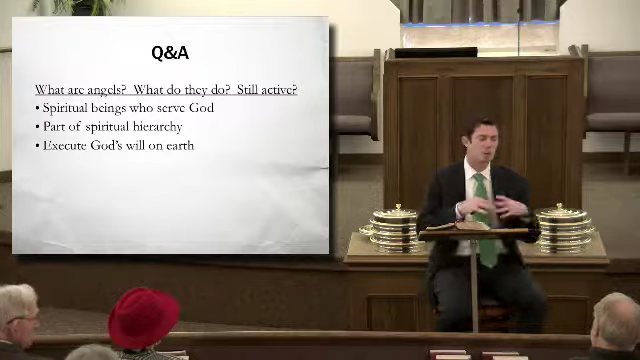 Q&A
What are angels?  What do they do?  Still active?
• Spiritual beings who serve God
• Part of spiritual hierarchy
• Execute God's will on earth